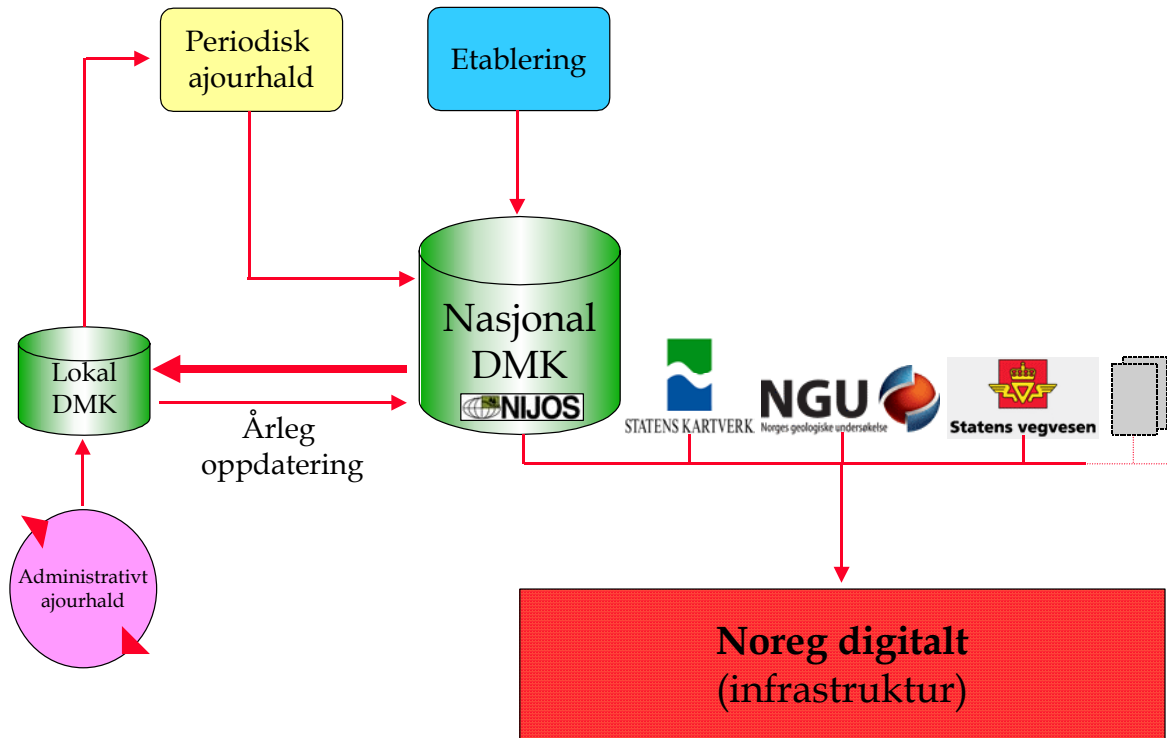 Periodisk
ajourhald
Etablering
Nasjonal
DMK
NIJOS
Lokal
DMK
Årleg
oppdatering
STATENS KARTVERK
NGU
Norges geologiske undersøkelse
Statens vegvesen
Administrativt
ajourhald
Noreg digitalt
(infrastruktur)